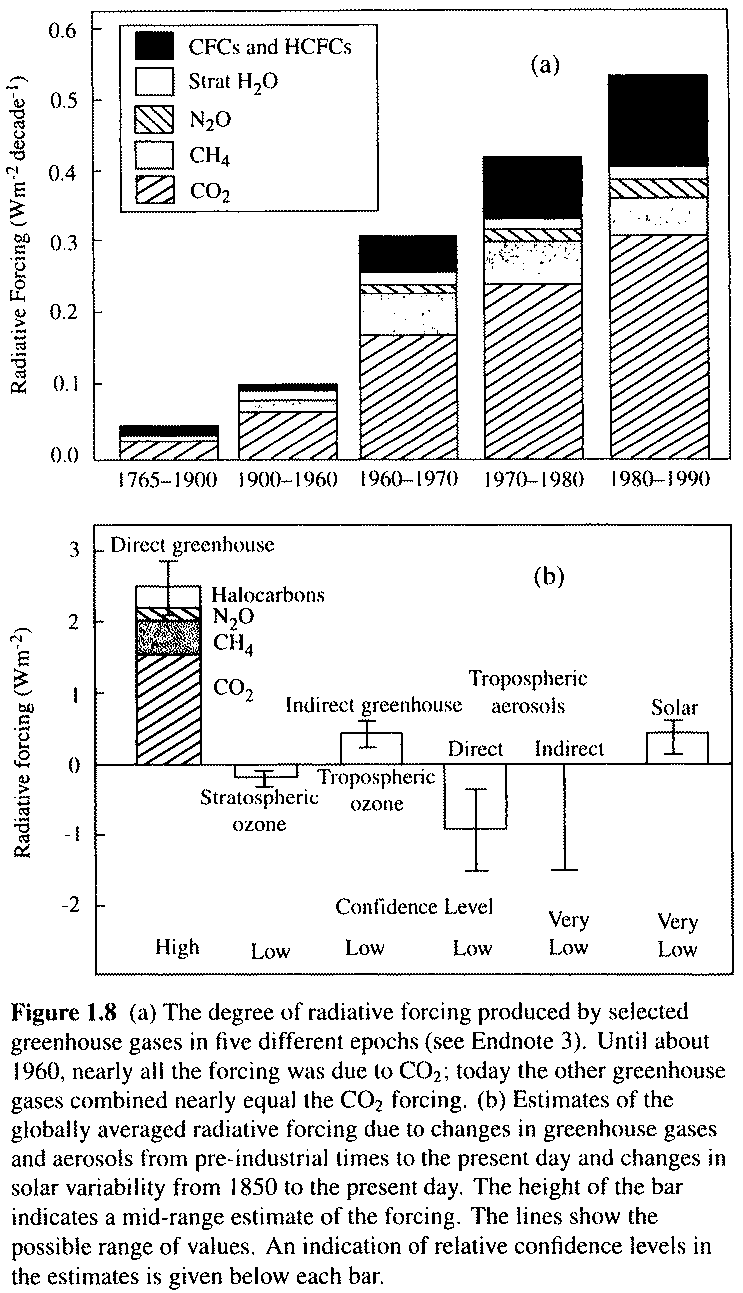 0.6
0.5
0.4
0.3
0.2
0.1
0.0
Radiative Forcing (Wm⁻² decade⁻¹)
CFCs and HCFCs
Strat H₂O
N₂O
CH₄
CO₂
(a)
1765–1900 1900–1960 1960–1970 1970–1980 1980–1990
3
2
1
0
-1
-2
Radiative forcing (Wm⁻²)
Direct greenhouse
(b)
Halocarbons
N₂O
CH₄
CO₂
Indirect greenhouse
Tropospheric
aerosols
Direct Indirect
Solar
Stratospheric
ozone
Tropospheric
ozone
Confidence Level
High Low Low Low Very
Low Very
Low
Figure 1.8 (a) The degree of radiative forcing produced by selected
greenhouse gases in five different epochs (see Endnote 3). Until about
1960, nearly all the forcing was due to CO₂; today the other greenhouse
gases combined nearly equal the CO₂ forcing. (b) Estimates of the
globally averaged radiative forcing due to changes in greenhouse gases
and aerosols from pre-industrial times to the present day and changes in
solar variability from 1850 to the present day. The height of the bar
indicates a mid-range estimate of the forcing. The lines show the
possible range of values. An indication of relative confidence levels in
the estimates is given below each bar.